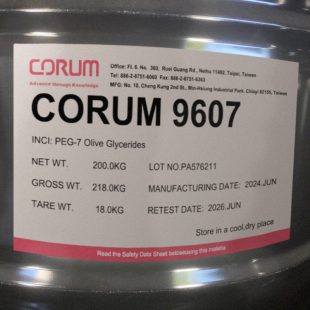 CORUM
Advance through Knowledge
Office: FL 6. No. 360, Ruei Guang Rd., Neihu 11492, Taipei, Taiwan
Tel: 886-2-8751-6060 Fax: 886-2-8751-6363
MFG: No. 10. Cheng Kung 2nd St., Min-Hsiung Industrial Park, Chiayi 62160, Taiwan
CORUM 9607
INCI: PEG-7 Olive Glycerides
NET WT. 200.0KG LOT NO.PA576211
GROSS WT. 218.0KG MANUFACTURING DATE :2024.JUN
TARE WT. 18.0KG RETEST DATE :2026.JUN
Store in a cool,dry place
Read the Safety Data Sheet before using this